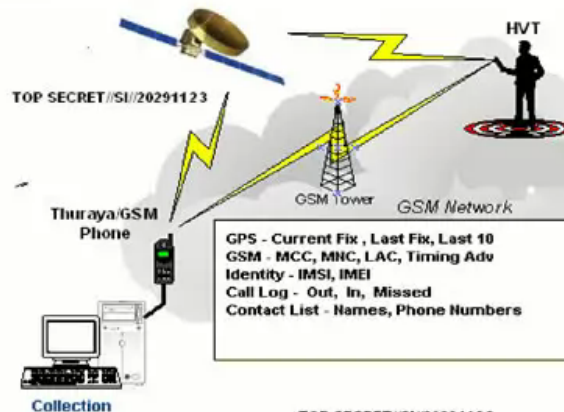 HVT
TOP SECRET//SI//20291123
GSM Tower
GSM Network
Thuraya/GSM
Phone
GPS - Current Fix , Last Fix, Last 10
GSM - MCC, MNC, LAC, Timing Adv
Identity - IMSI, IMEI
Call Log - Out, In, Missed
Contact List - Names, Phone Numbers
Collection